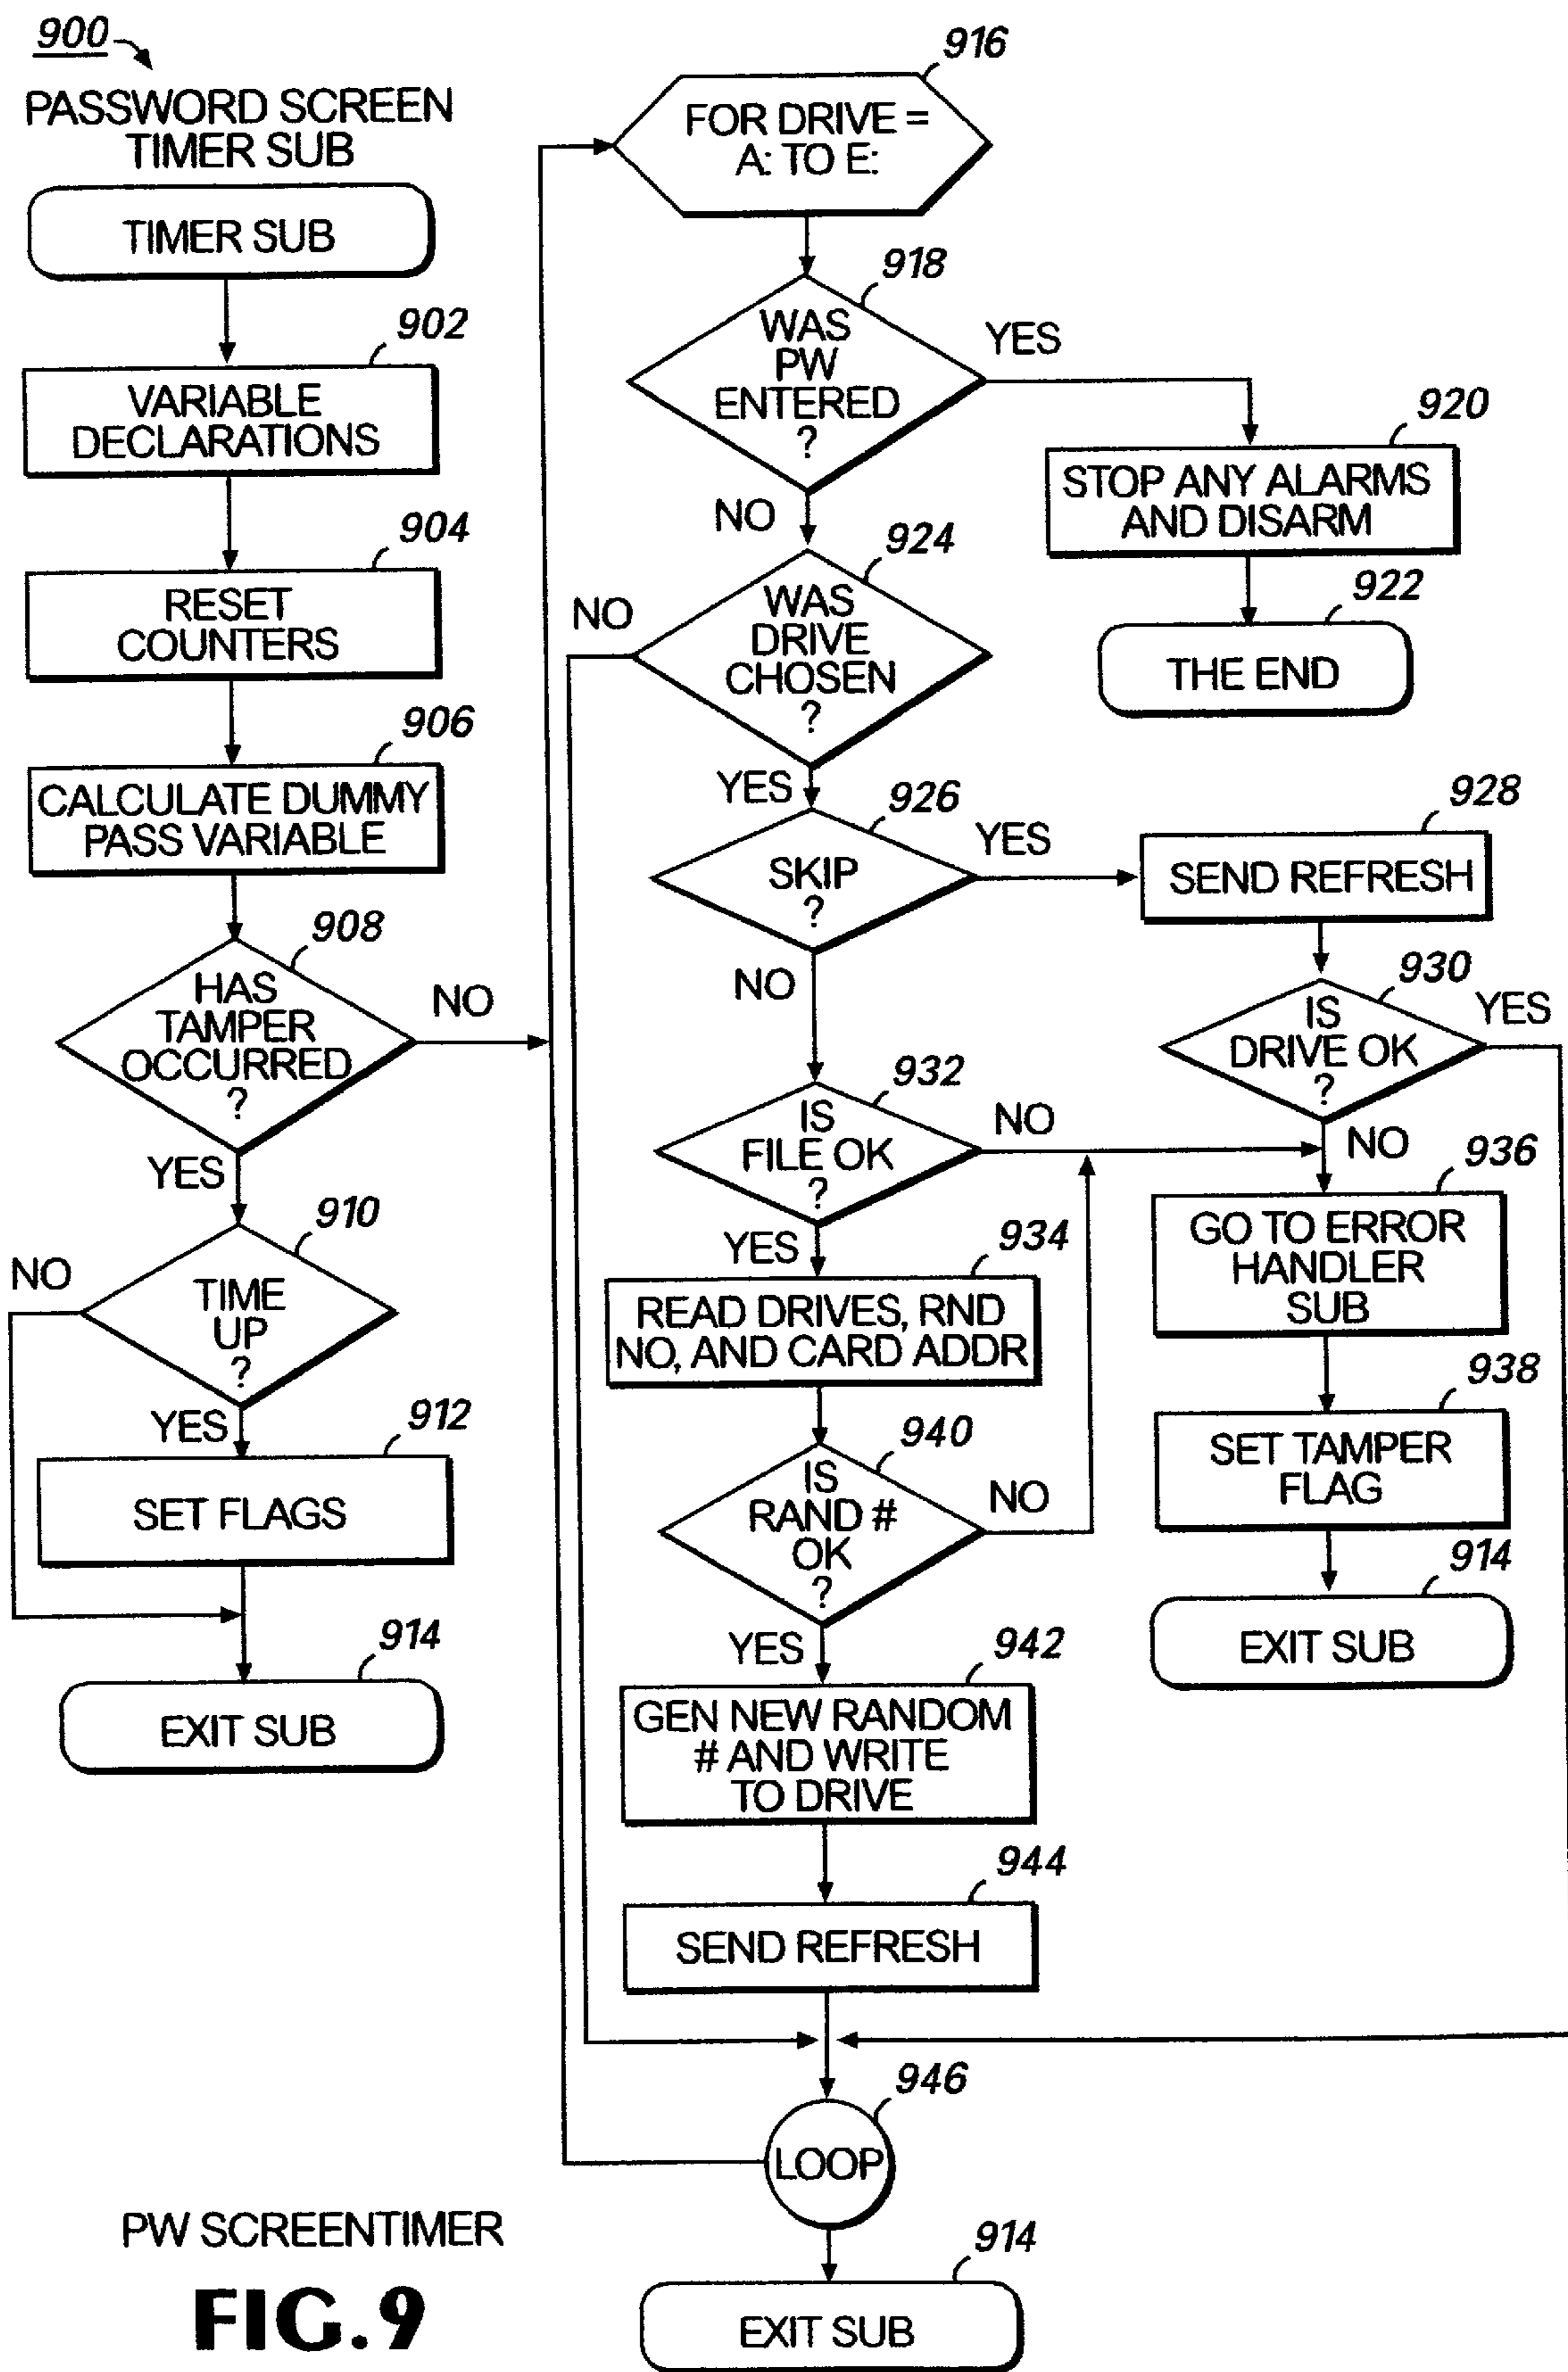 900
PASSWORD SCREEN
TIMER SUB
TIMER SUB
902
VARIABLE
DECLARATIONS
904
RESET
COUNTERS
906
CALCULATE DUMMY
PASS VARIABLE
908
HAS
TAMPER
OCCURRED
?
NO
YES
910
NO
TIME
UP
?
YES
912
SET FLAGS
914
EXIT SUB
916
FOR DRIVE =
A: TO E:
918
WAS
PW
ENTERED
?
YES
920
STOP ANY ALARMS
AND DISARM
922
THE END
NO
924
NO
WAS
DRIVE
CHOSEN
?
YES
926
SKIP
?
YES
928
SEND REFRESH
930
IS
DRIVE OK
?
YES
NO
NO
932
IS
FILE OK
?
NO
YES
934
READ DRIVES, RND
NO, AND CARD ADDR
936
GO TO ERROR
HANDLER
SUB
938
SET TAMPER
FLAG
914
EXIT SUB
940
IS
RAND #
OK
?
NO
YES
942
GEN NEW RANDOM
# AND WRITE
TO DRIVE
944
SEND REFRESH
946
LOOP
914
EXIT SUB
PW SCREENTIMER
FIG. 9